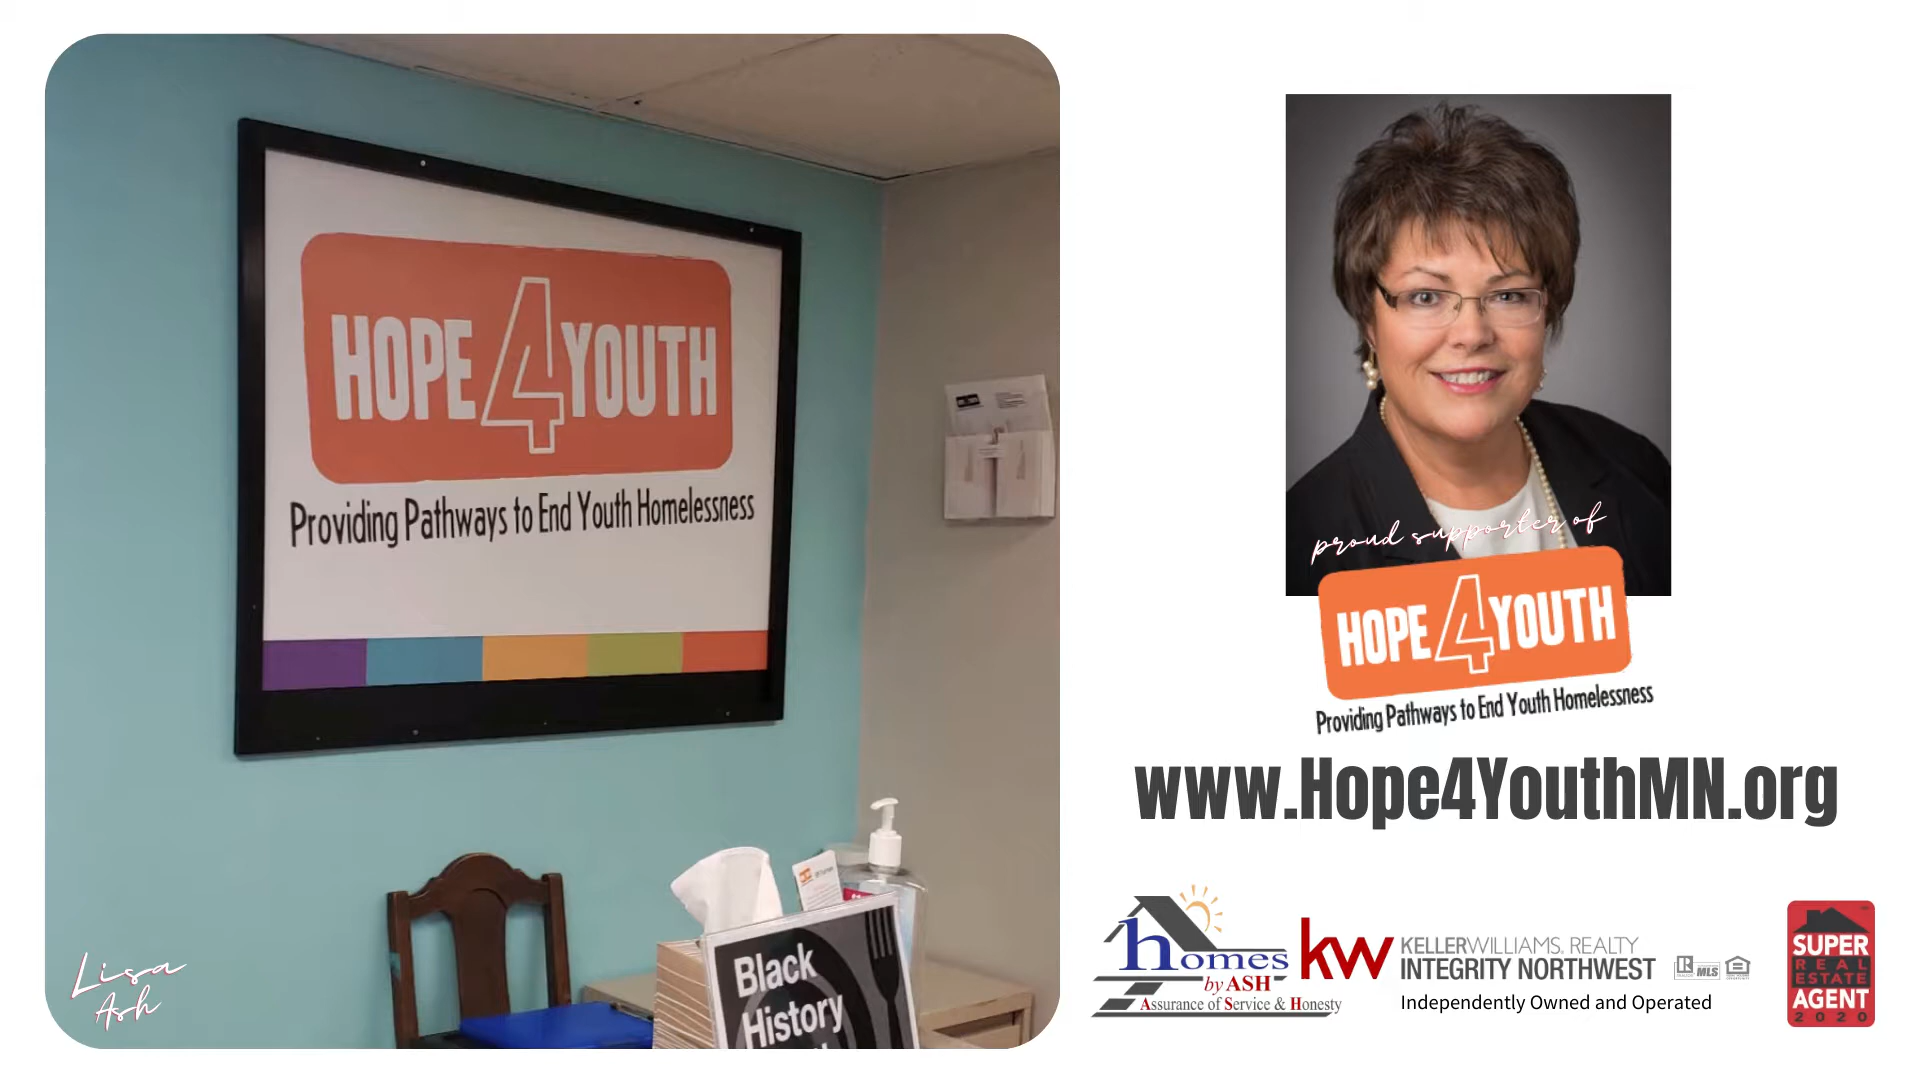 HOPE 4 YOUTH
Providing Pathways to End Youth Homelessness
Black
History
Lisa
Ash
proud supporter of
HOPE 4 YOUTH
Providing Pathways to End Youth Homelessness
www.Hope4YouthMN.org
homes
by ASH
Assurance of Service & Honesty
kw
KELLERWILLIAMS. REALTY
INTEGRITY NORTHWEST
Independently Owned and Operated
R MLS
SUPER
REAL
ESTATE
AGENT
2020